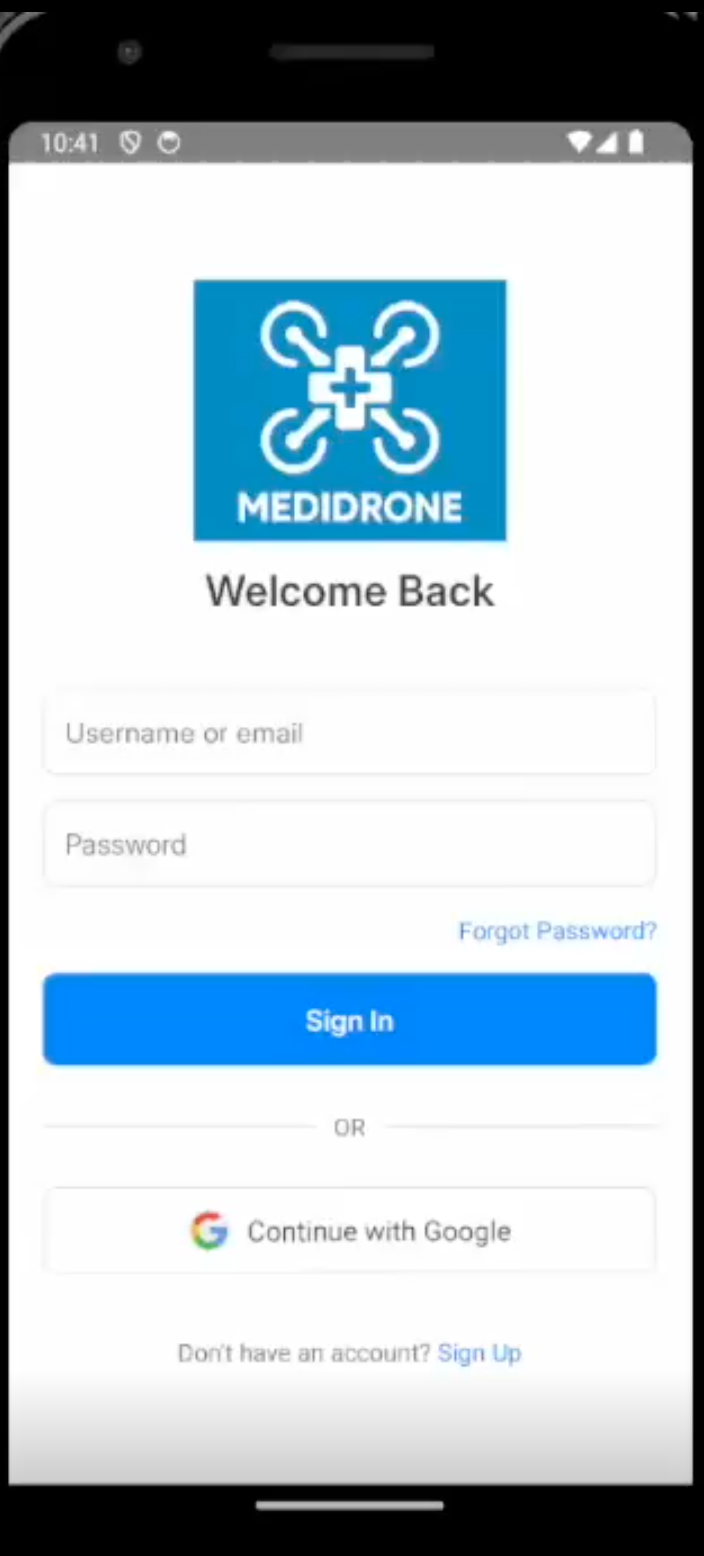 10:41
MEDIDRONE
Welcome Back
Username or email
Password
Forgot Password?
Sign In
OR
Continue with Google
Don't have an account? Sign Up